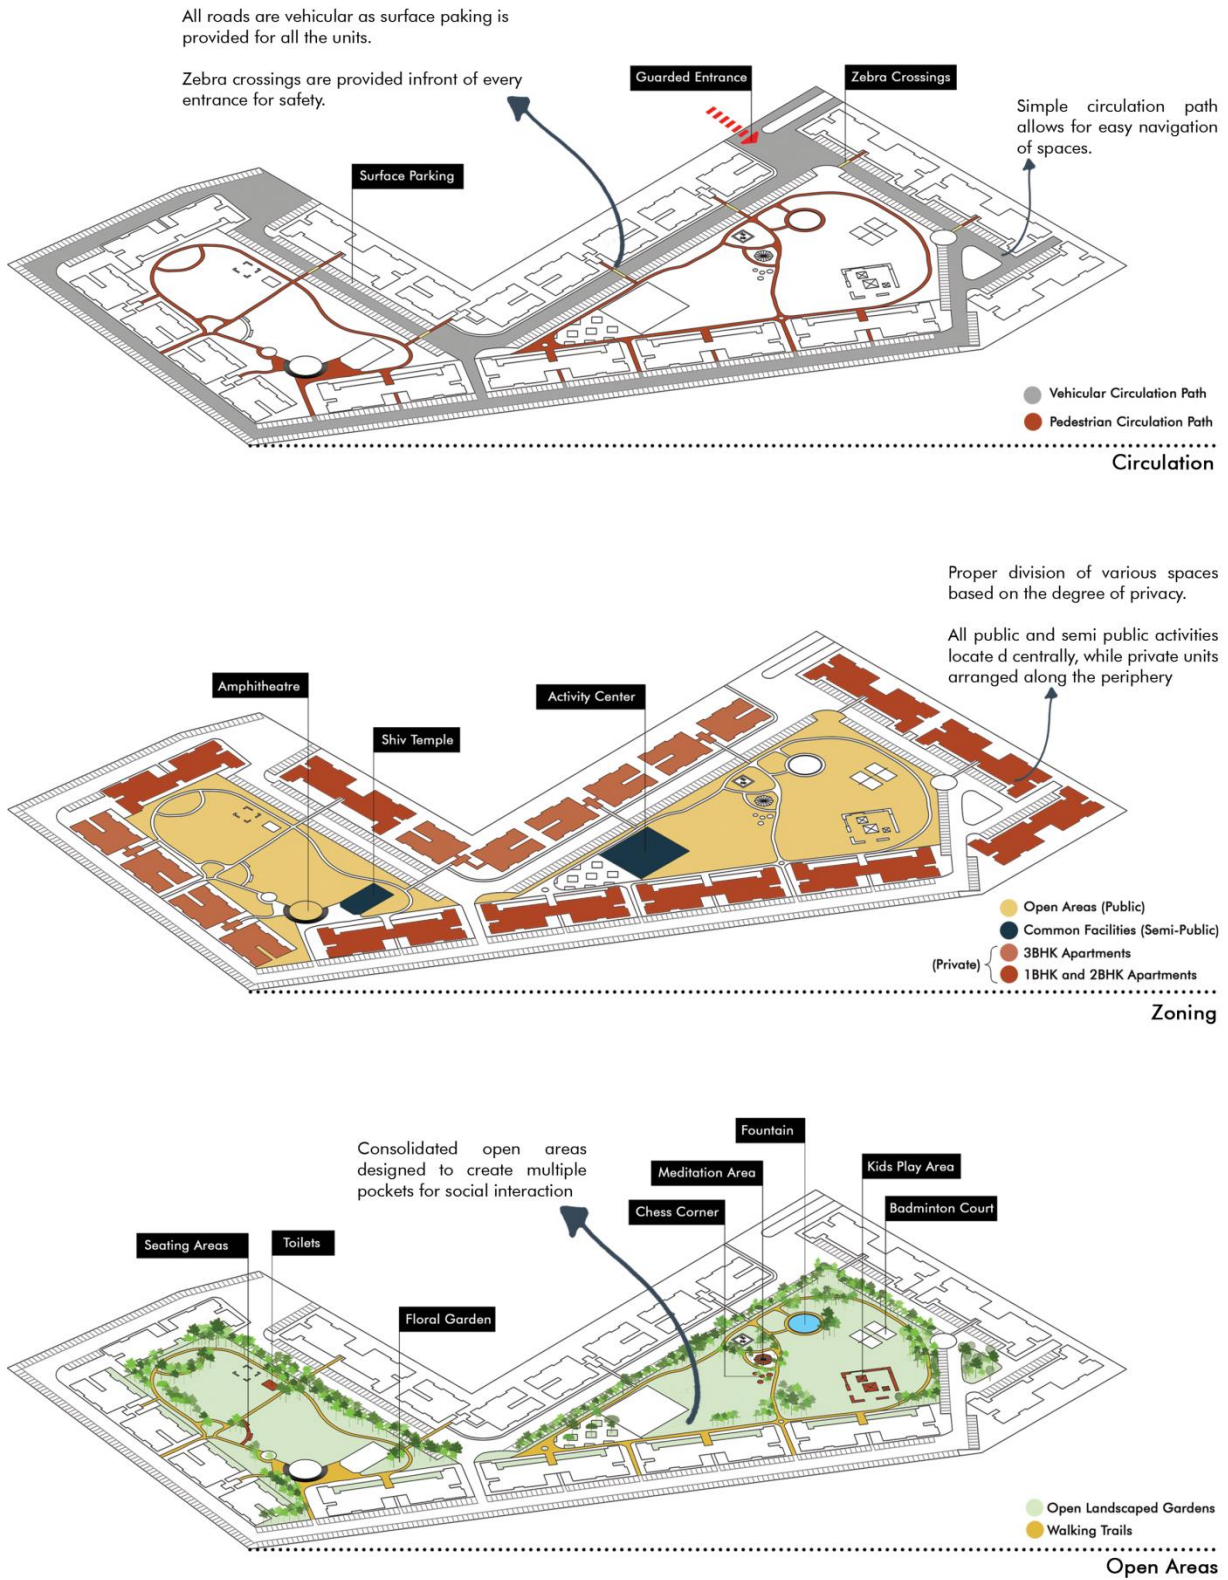 All roads are vehicular as surface paking is
provided for all the units.
Zebra crossings are provided infront of every
entrance for safety.
Guarded Entrance
Zebra Crossings
Simple circulation path
allows for easy navigation
of spaces.
Surface Parking
Vehicular Circulation Path
Pedestrian Circulation Path
Circulation
Proper division of various spaces
based on the degree of privacy.
All public and semi public activities
locate d centrally, while private units
arranged along the periphery
Amphitheatre
Activity Center
Shiv Temple
Open Areas (Public)
Common Facilities (Semi-Public)
(Private)
3BHK Apartments
1BHK and 2BHK Apartments
Zoning
Consolidated open areas
designed to create multiple
pockets for social interaction
Fountain
Meditation Area
Kids Play Area
Chess Corner
Badminton Court
Seating Areas
Toilets
Floral Garden
Open Landscaped Gardens
Walking Trails
Open Areas